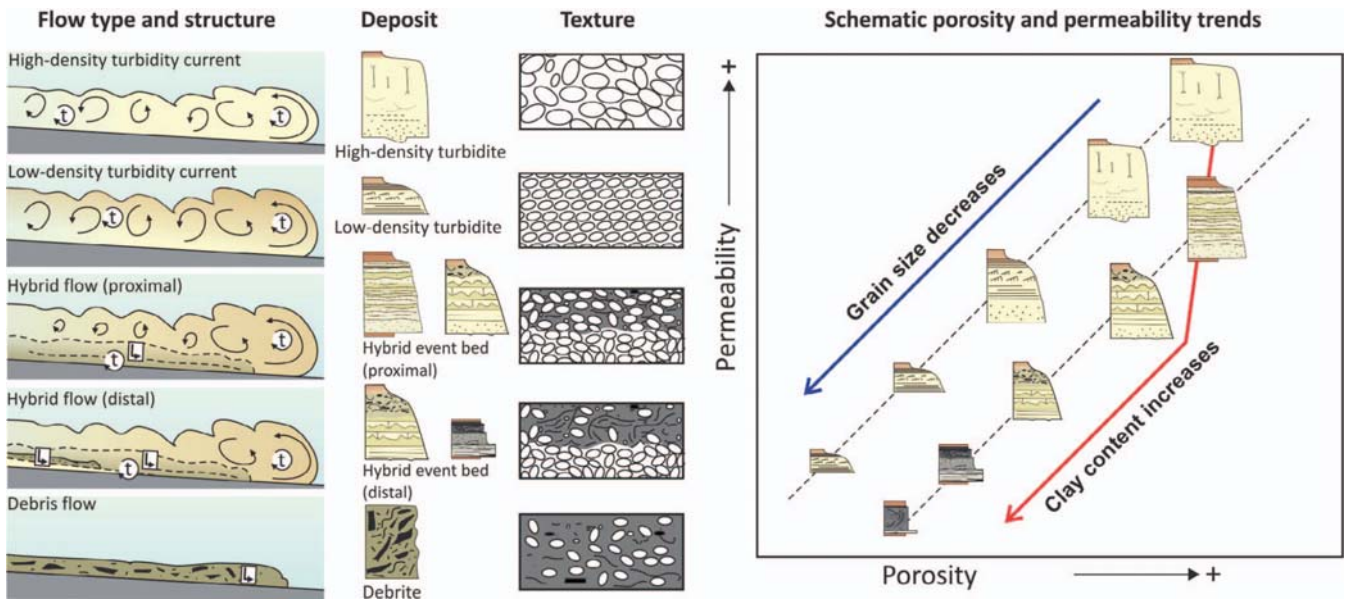 Flow type and structure
Deposit
Texture
Schematic porosity and permeability trends
High-density turbidity current
t
t
High-density turbidite
Low-density turbidity current
t
t
Low-density turbidite
Hybrid flow (proximal)
t
L
t
Hybrid event bed
(proximal)
Hybrid flow (distal)
L
L
t
t
Hybrid event bed
(distal)
Debris flow
L
Debrite
+
Permeability
Grain size decreases
Clay content increases
Porosity
+